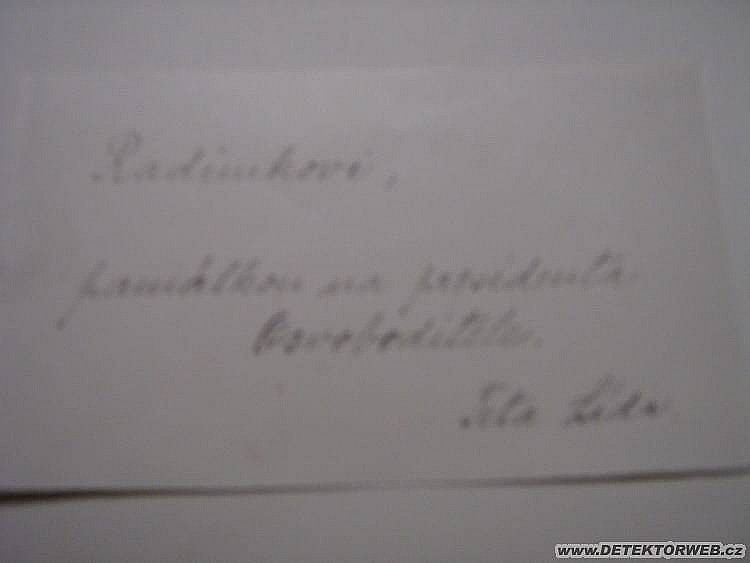 Radimkovi,
památkou na presidenta
Osvoboditele.
Teta Lída.
www.DETEKTORWEB.cz